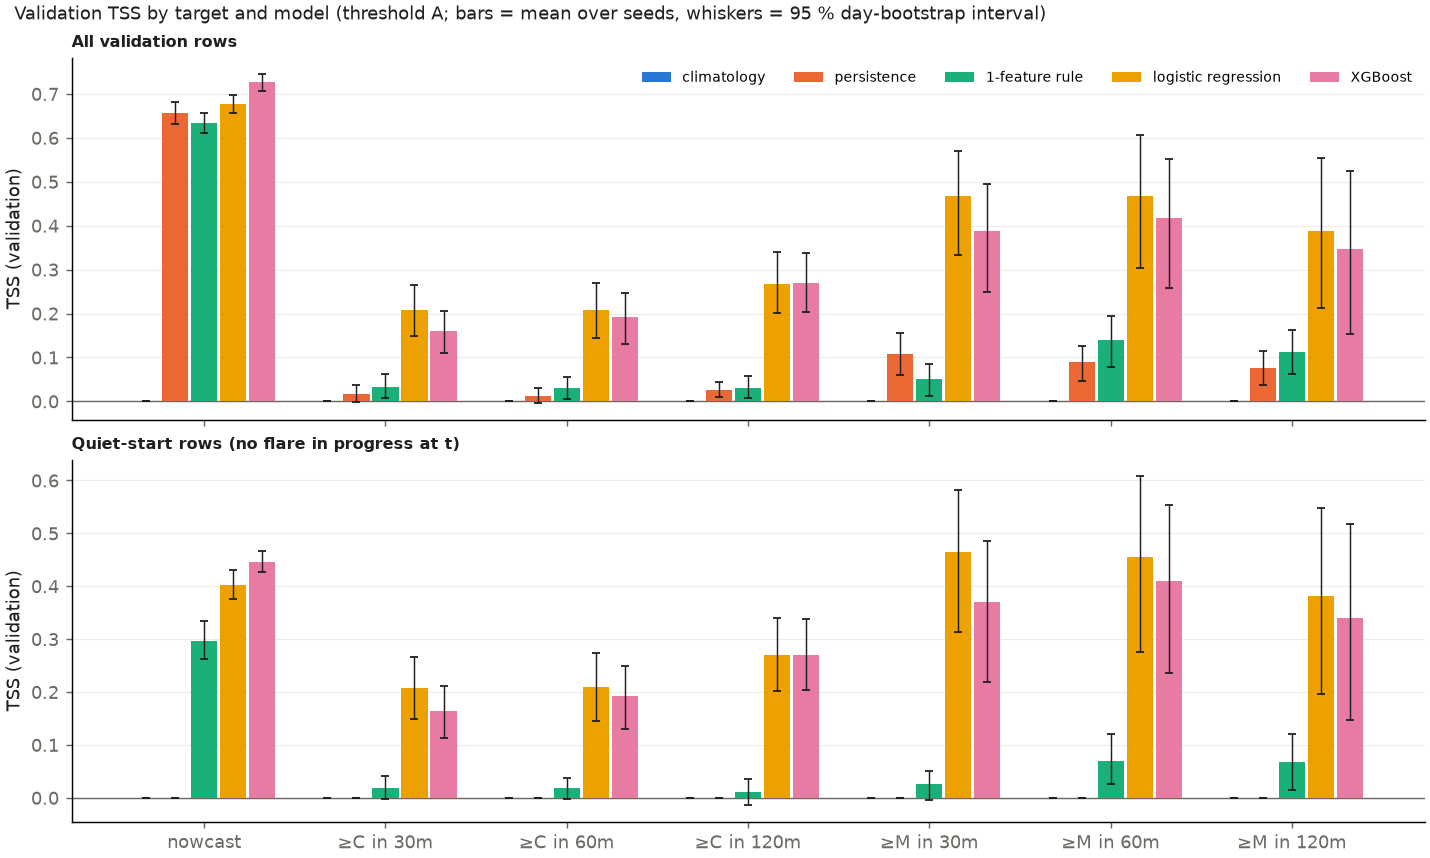 Validation TSS by target and model (threshold A; bars = mean over seeds, whiskers = 95 % day-bootstrap interval)
All validation rows
climatology persistence 1-feature rule logistic regression XGBoost
TSS (validation)
0.7
0.6
0.5
0.4
0.3
0.2
0.1
0.0
Quiet-start rows (no flare in progress at t)
TSS (validation)
0.6
0.5
0.4
0.3
0.2
0.1
0.0
nowcast ≥C in 30m ≥C in 60m ≥C in 120m ≥M in 30m ≥M in 60m ≥M in 120m